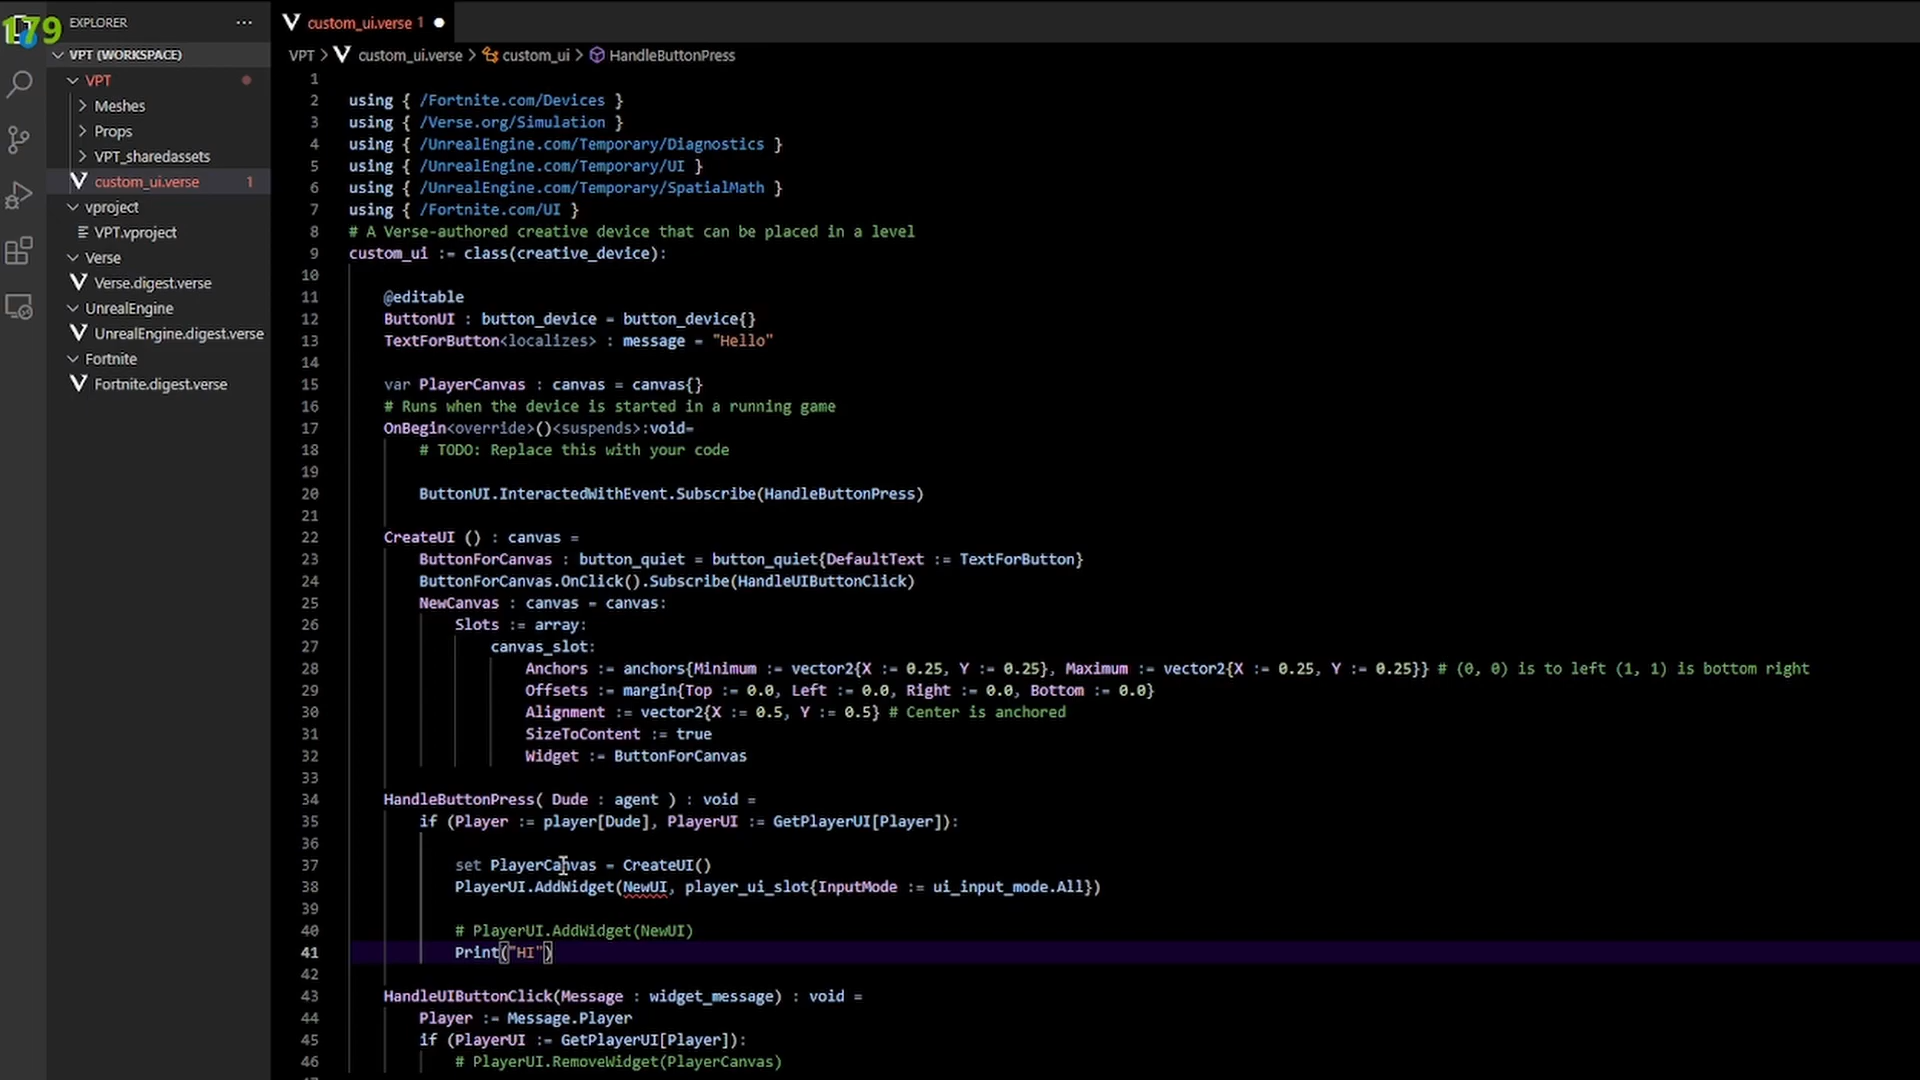 179
EXPLORER
VPT (WORKSPACE)
VPT
Meshes
Props
VPT_sharedassets
custom_ui.verse 1
vproject
VPT.vproject
Verse
Verse.digest.verse
UnrealEngine
UnrealEngine.digest.verse
Fortnite
Fortnite.digest.verse
custom_ui.verse 1
VPT > custom_ui.verse > custom_ui > HandleButtonPress
1
2 using { /Fortnite.com/Devices }
3 using { /Verse.org/Simulation }
4 using { /UnrealEngine.com/Temporary/Diagnostics }
5 using { /UnrealEngine.com/Temporary/UI }
6 using { /UnrealEngine.com/Temporary/SpatialMath }
7 using { /Fortnite.com/UI }
8 # A Verse-authored creative device that can be placed in a level
9 custom_ui := class(creative_device):
10
11 @editable
12 ButtonUI : button_device = button_device{}
13 TextForButton<localizes> : message = "Hello"
14
15 var PlayerCanvas : canvas = canvas{}
16 # Runs when the device is started in a running game
17 OnBegin<override>()<suspends>:void=
18 # TODO: Replace this with your code
19
20 ButtonUI.InteractedWithEvent.Subscribe(HandleButtonPress)
21
22 CreateUI () : canvas =
23 ButtonForCanvas : button_quiet = button_quiet{DefaultText := TextForButton}
24 ButtonForCanvas.OnClick().Subscribe(HandleUIButtonClick)
25 NewCanvas : canvas = canvas:
26 Slots := array:
27 canvas_slot:
28 Anchors := anchors{Minimum := vector2{X := 0.25, Y := 0.25}, Maximum := vector2{X := 0.25, Y := 0.25}} # (0, 0) is to left (1, 1) is bottom right
29 Offsets := margin{Top := 0.0, Left := 0.0, Right := 0.0, Bottom := 0.0}
30 Alignment := vector2{X := 0.5, Y := 0.5} # Center is anchored
31 SizeToContent := true
32 Widget := ButtonForCanvas
33
34 HandleButtonPress( Dude : agent ) : void =
35 if (Player := player[Dude], PlayerUI := GetPlayerUI[Player]):
36
37 set PlayerCanvas = CreateUI()
38 PlayerUI.AddWidget(NewUI, player_ui_slot{InputMode := ui_input_mode.All})
39
40 # PlayerUI.AddWidget(NewUI)
41 Print("HI")
42
43 HandleUIButtonClick(Message : widget_message) : void =
44 Player := Message.Player
45 if (PlayerUI := GetPlayerUI[Player]):
46 # PlayerUI.RemoveWidget(PlayerCanvas)